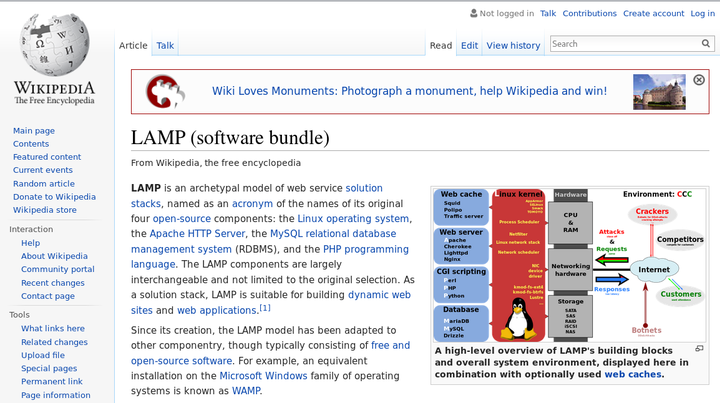 Not logged in Talk Contributions Create account Log in
Article Talk Read Edit View history Search
WIKIPEDIA
The Free Encyclopedia
Main page
Contents
Featured content
Current events
Random article
Donate to Wikipedia
Wikipedia store
Interaction
Help
About Wikipedia
Community portal
Recent changes
Contact page
Tools
What links here
Related changes
Upload file
Special pages
Permanent link
Page information
Wiki Loves Monuments: Photograph a monument, help Wikipedia and win!
LAMP (software bundle)
From Wikipedia, the free encyclopedia
LAMP is an archetypal model of web service solution
stacks, named as an acronym of the names of its original
four open-source components: the Linux operating system,
the Apache HTTP Server, the MySQL relational database
management system (RDBMS), and the PHP programming
language. The LAMP components are largely
interchangeable and not limited to the original selection. As
a solution stack, LAMP is suitable for building dynamic web
sites and web applications.[1]
Since its creation, the LAMP model has been adapted to
other componentry, though typically consisting of free and
open-source software. For example, an equivalent
installation on the Microsoft Windows family of operating
systems is known as WAMP.
Web cache
Squid
Polipo
Traffic server
Web server
Apache
Cherokee
Lighttpd
Nginx
CGI scripting
Perl
PHP
Python
Database
MariaDB
MySQL
Drizzle
Linux kernel
Process Scheduler
Netfilter
Linux network stack
Network scheduler
NIC
device
driver
kmod-fs-ext4
kmod-fs-btrfs
Lustre
Hardware
CPU
&
RAM
Networking
hardware
Storage
SATA
SAS
RAID
iSCSI
NAS
Environment: CCC
Crackers
Attacks
&
Requests
Competitors
Internet
Responses
Customers
Botnets
A high-level overview of LAMP's building blocks
and overall system environment, displayed here in
combination with optionally used web caches.